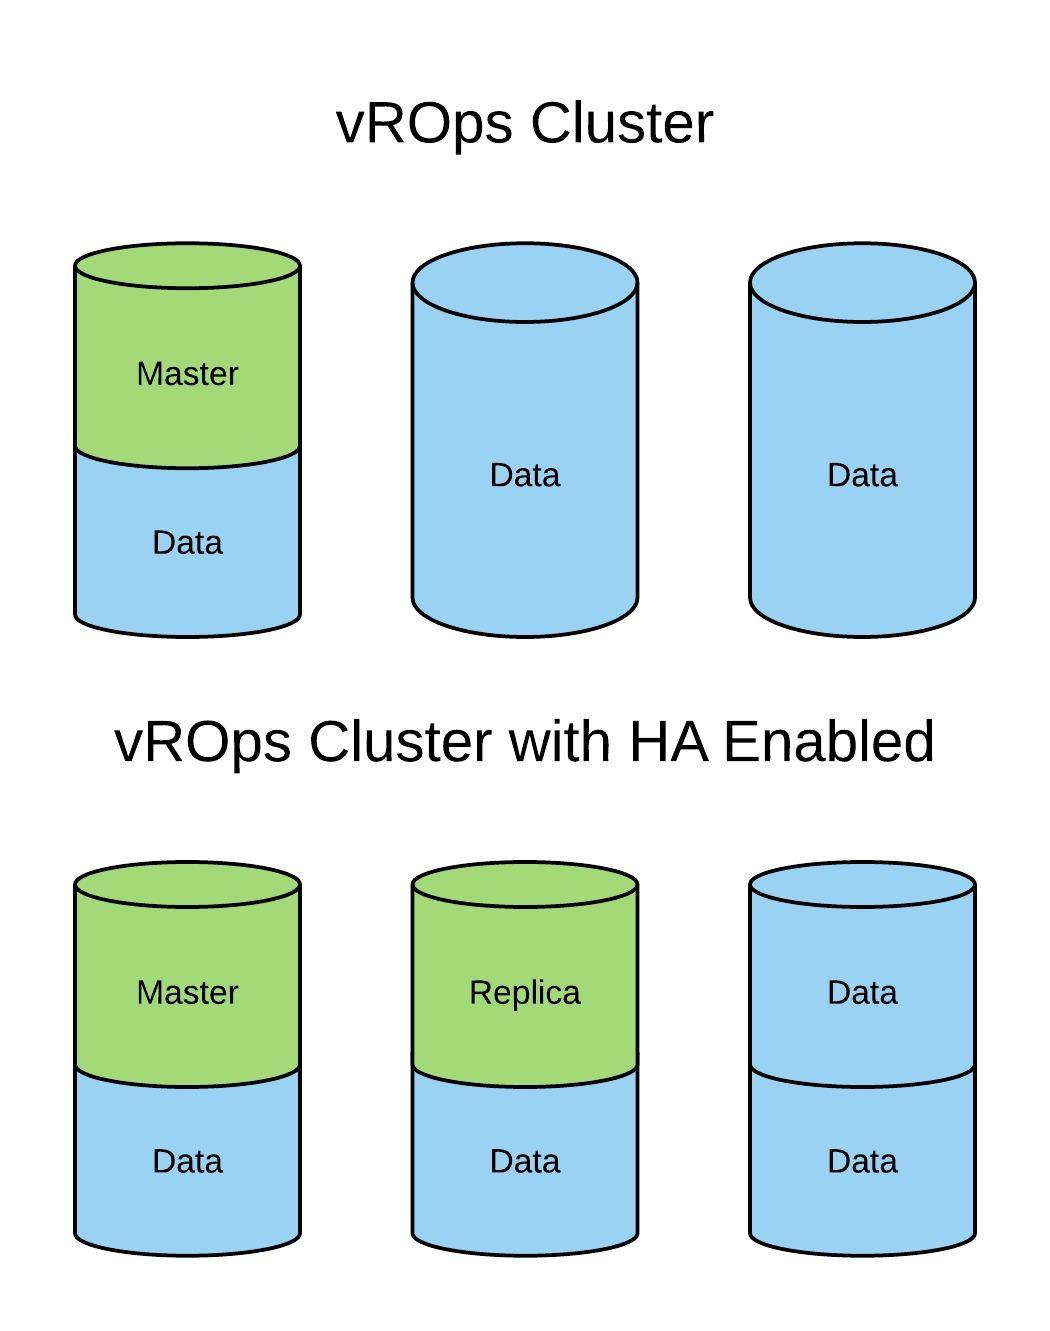 vROps Cluster
Master
Data
Data
Data
vROps Cluster with HA Enabled
Master
Replica
Data
Data
Data
Data